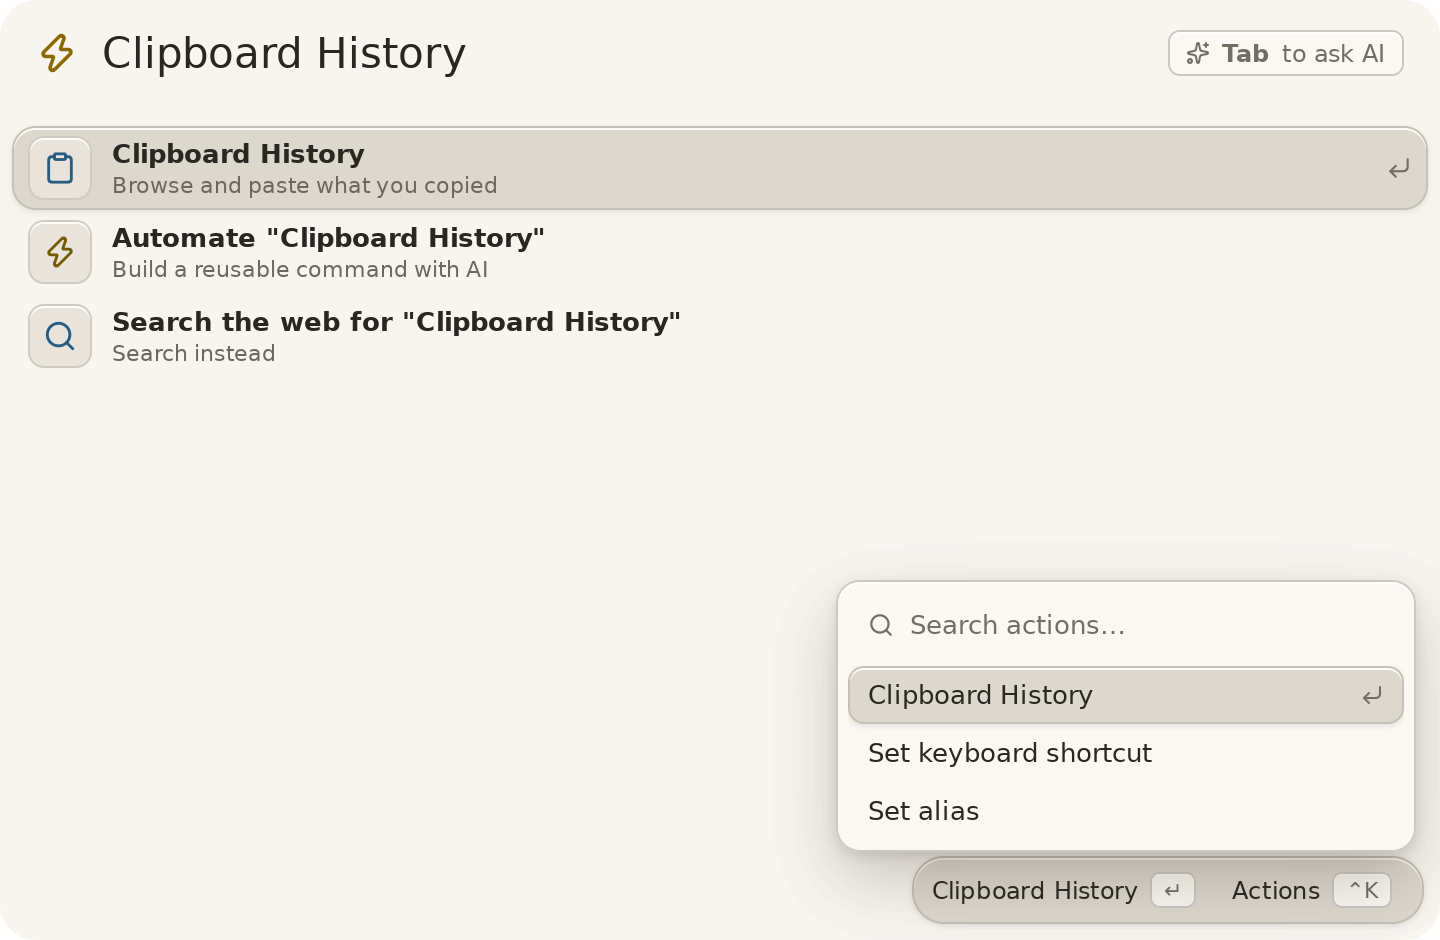 Clipboard History
Tab to ask AI
Clipboard History
Browse and paste what you copied
Automate "Clipboard History"
Build a reusable command with AI
Search the web for "Clipboard History"
Search instead
Search actions...
Clipboard History
Set keyboard shortcut
Set alias
Clipboard History
Actions ^K